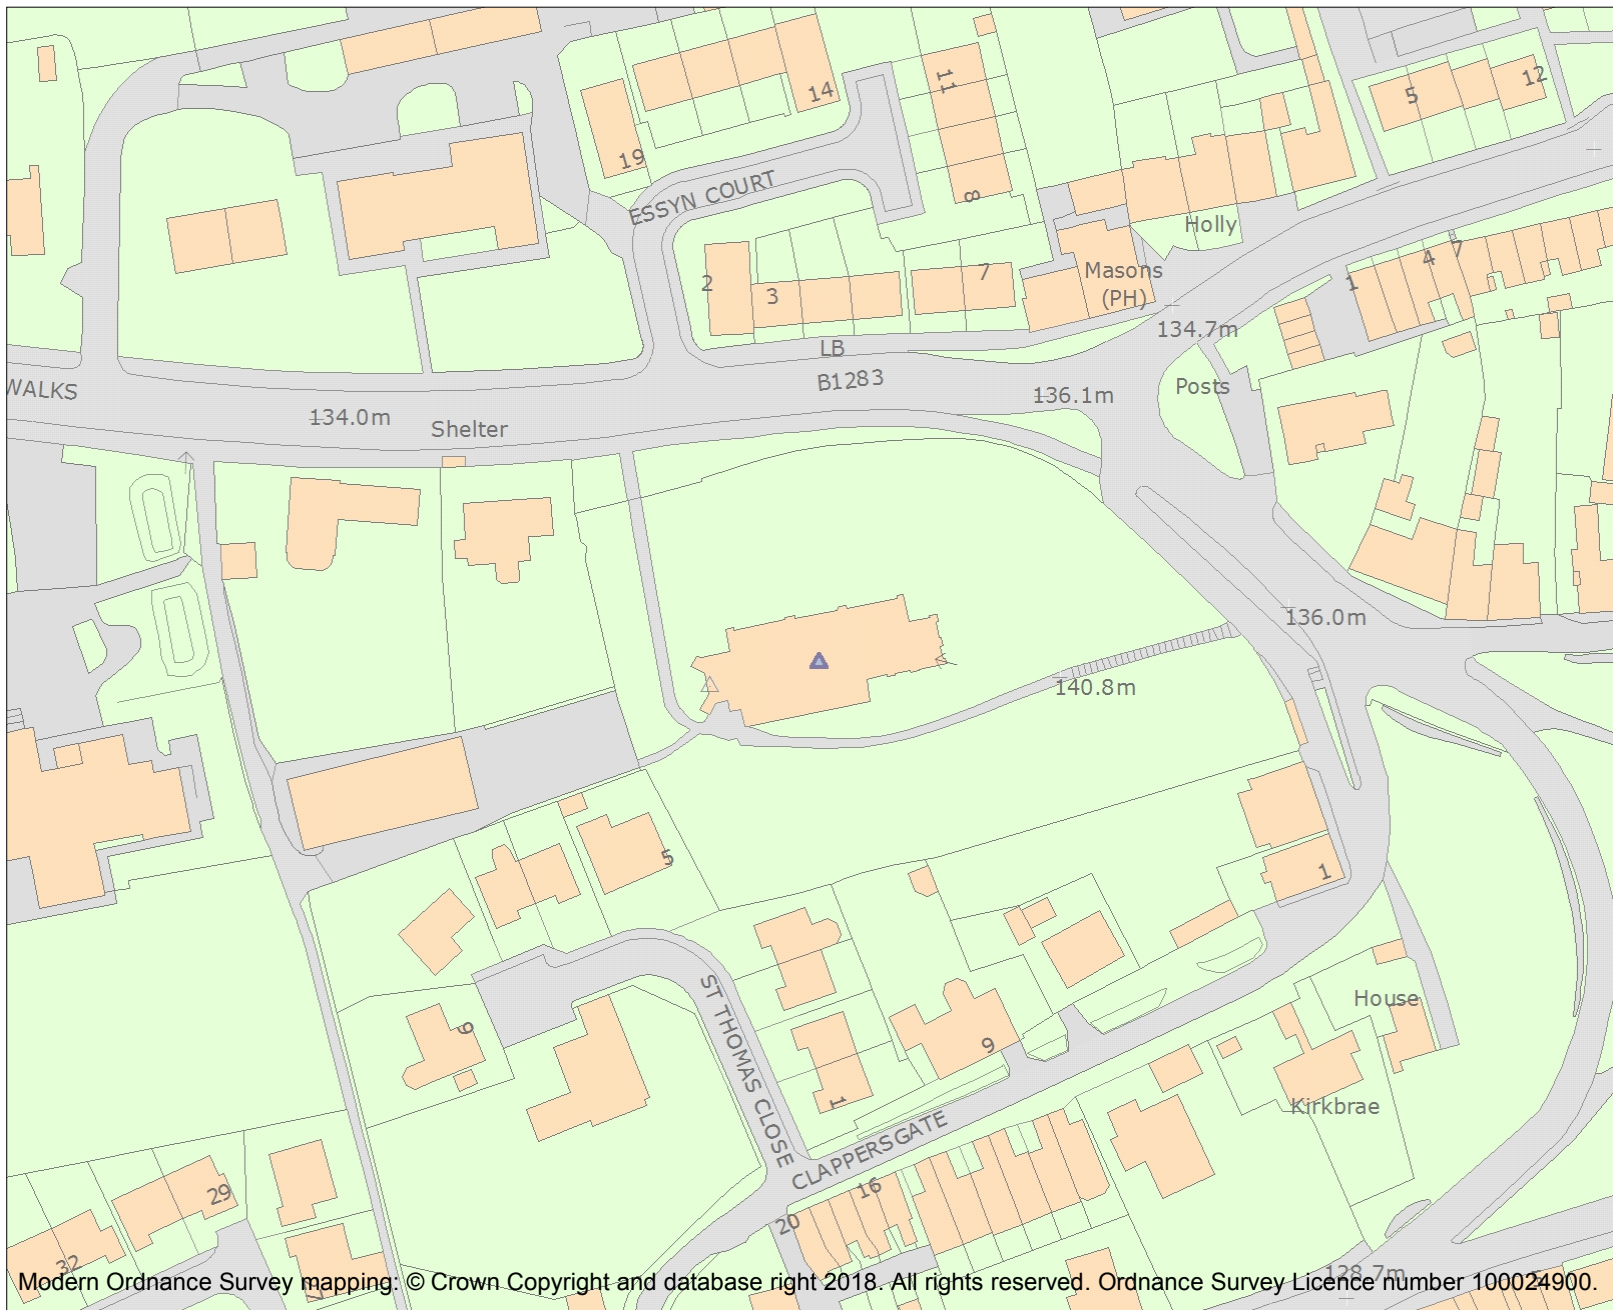 14
11
5
12
19
ESSYN COURT
8
Holly
2
3
7
Masons
(PH)
1
4
7
134.7m
LB
B1283
WALKS
134.0m
136.1m
Posts
Shelter
136.0m
140.8m
5
1
9
ST THOMAS CLOSE
9
House
1
Kirkbrae
CLAPPERSGATE
16
20
29
32
128.7m
Modern Ordnance Survey mapping: © Crown Copyright and database right 2018. All rights reserved. Ordnance Survey Licence number 100024900.